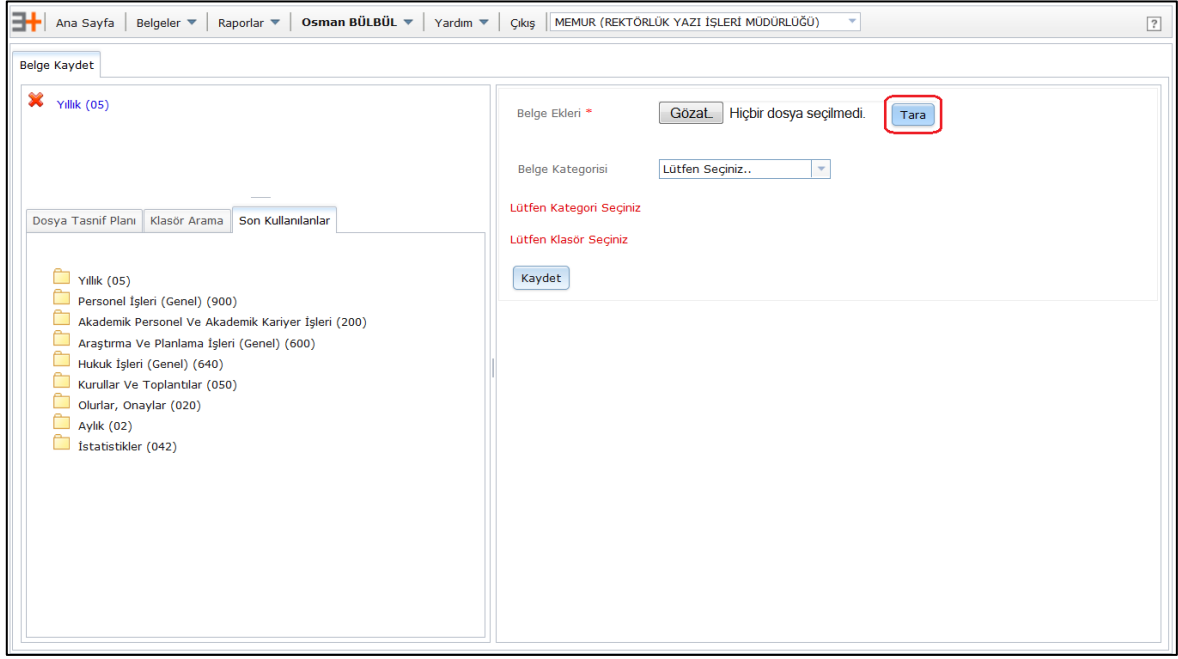 Ana Sayfa Belgeler Raporlar Osman BÜLBÜL Yardım Çıkış MEMUR (REKTÖRLÜK YAZI İŞLERİ MÜDÜRLÜĞÜ) ?
Belge Kaydet
Yıllık (05)
Dosya Tasnif Planı Klasör Arama Son Kullanılanlar
Yıllık (05)
Personel İşleri (Genel) (900)
Akademik Personel Ve Akademik Kariyer İşleri (200)
Araştırma Ve Planlama İşleri (Genel) (600)
Hukuk İşleri (Genel) (640)
Kurullar Ve Toplantılar (050)
Olurlar, Onaylar (020)
Aylık (02)
İstatistikler (042)
Belge Ekleri * Gözat.. Hiçbir dosya seçilmedi. Tara
Belge Kategorisi Lütfen Seçiniz..
Lütfen Kategori Seçiniz
Lütfen Klasör Seçiniz
Kaydet